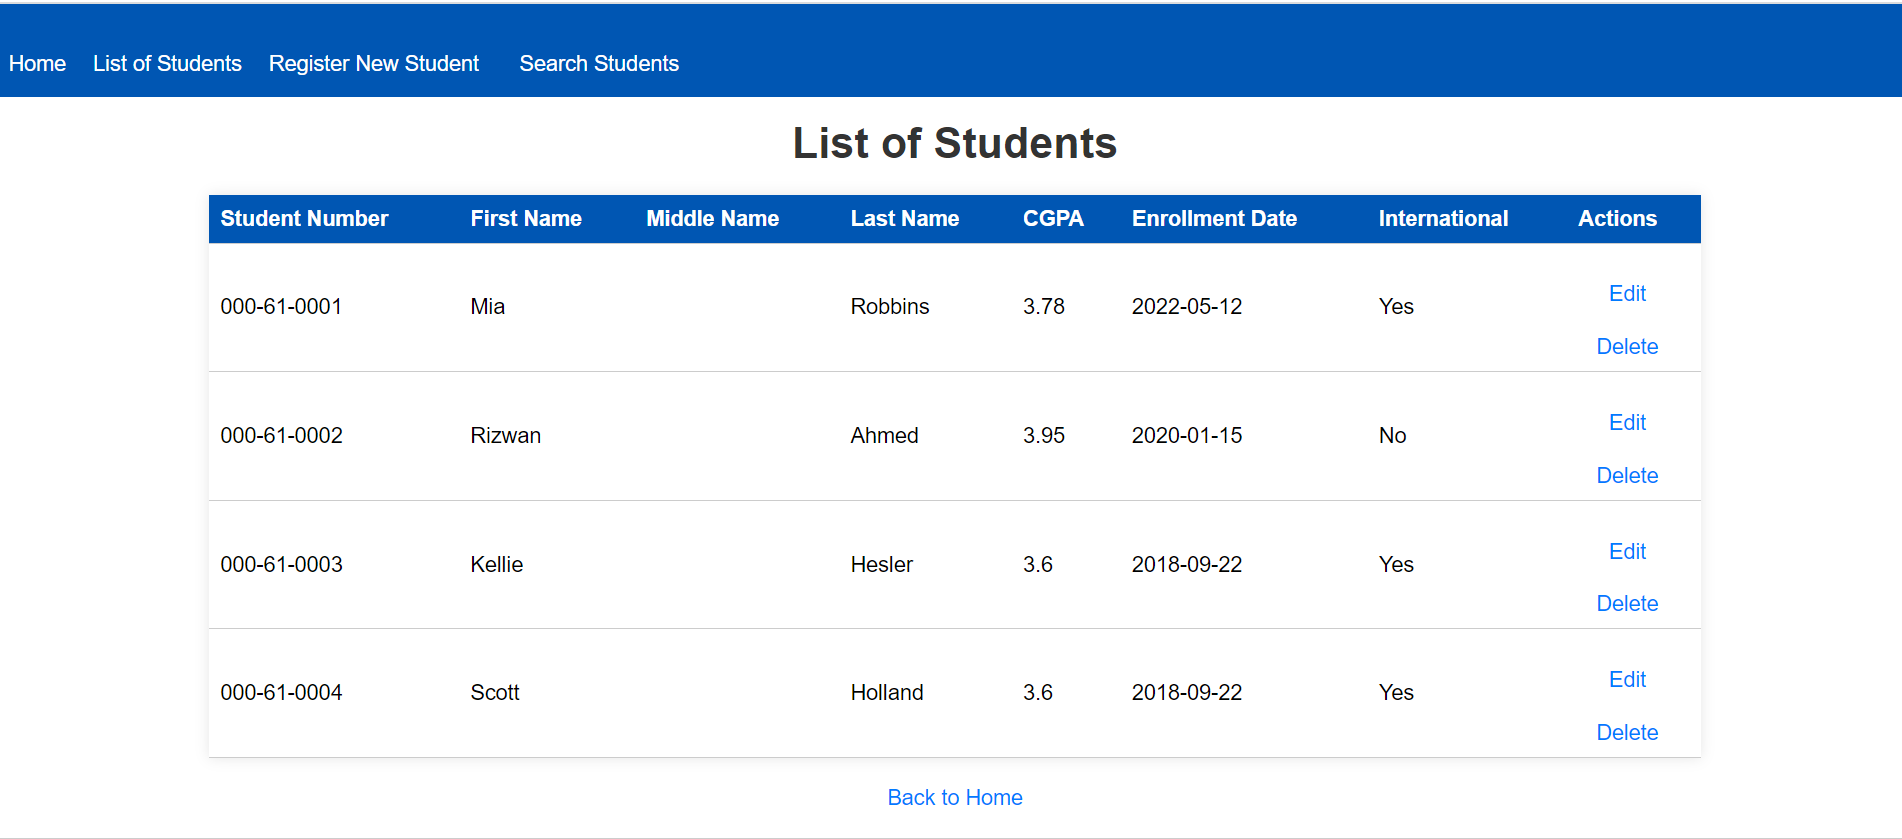 Home List of Students Register New Student Search Students
List of Students
Student Number First Name Middle Name Last Name CGPA Enrollment Date International Actions
000-61-0001 Mia Robbins 3.78 2022-05-12 Yes Edit
Delete
000-61-0002 Rizwan Ahmed 3.95 2020-01-15 No Edit
Delete
000-61-0003 Kellie Hesler 3.6 2018-09-22 Yes Edit
Delete
000-61-0004 Scott Holland 3.6 2018-09-22 Yes Edit
Delete
Back to Home